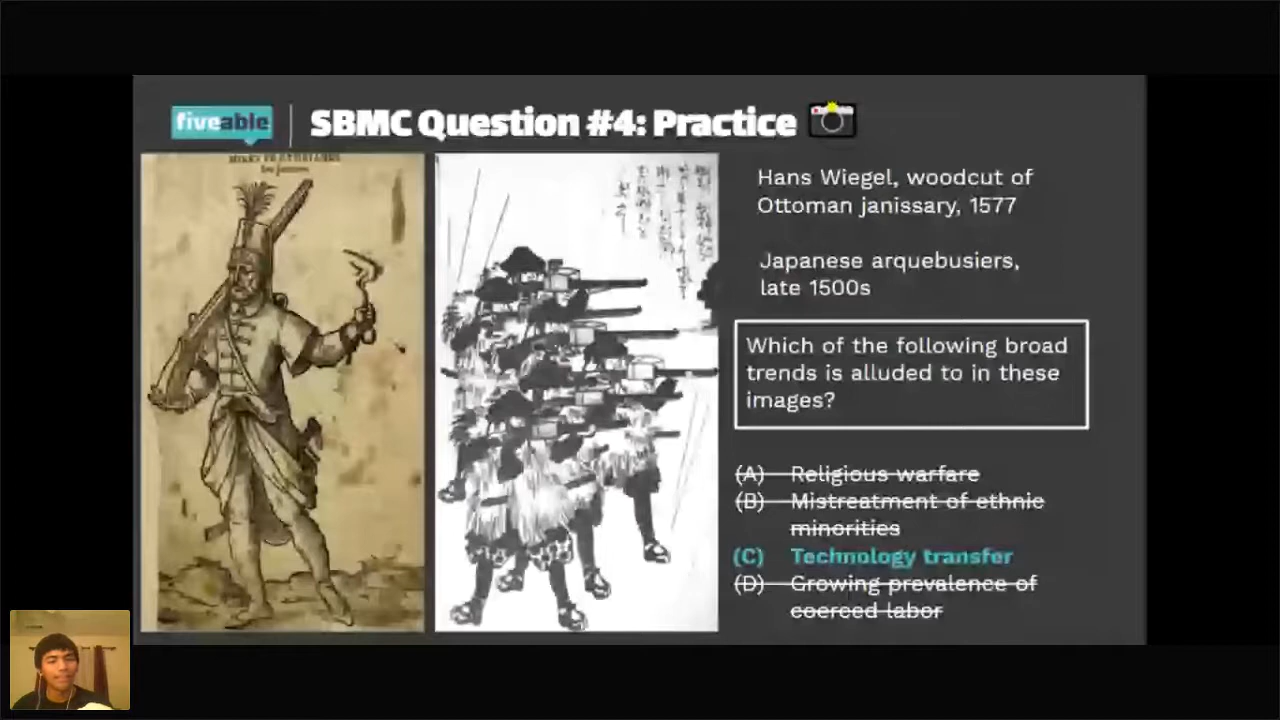 fiveable
SBMC Question #4: Practice
Hans Wiegel, woodcut of
Ottoman janissary, 1577
Japanese arquebusiers,
late 1500s
Which of the following broad
trends is alluded to in these
images?
(A) Religious warfare
(B) Mistreatment of ethnic
minorities
(C) Technology transfer
(D) Growing prevalence of
coerced labor